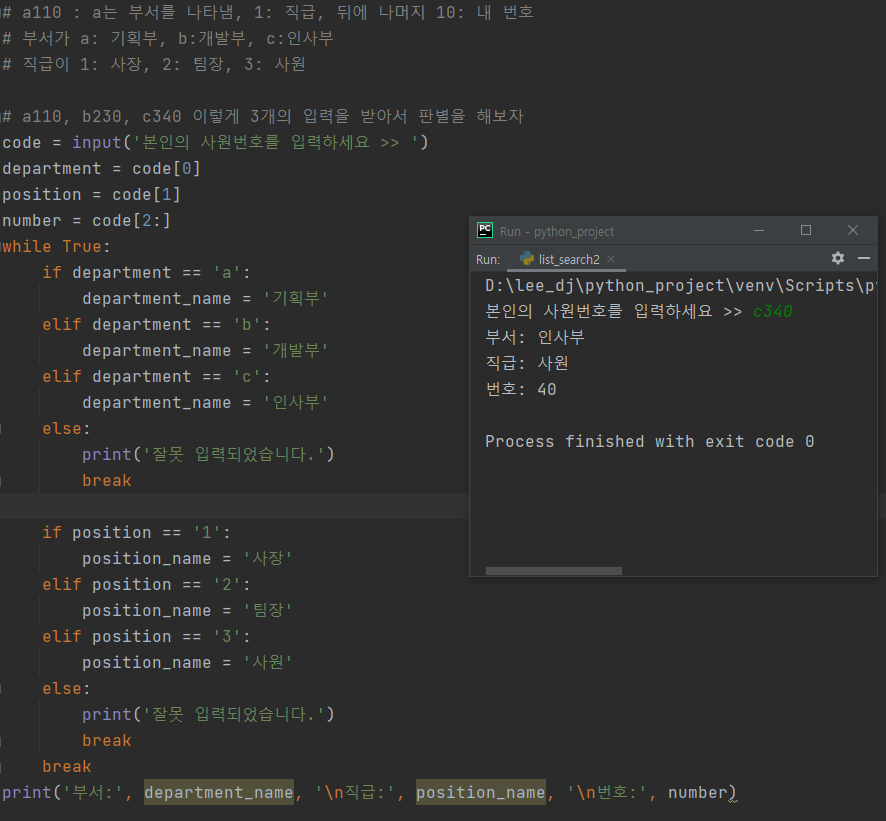 # a110 : a는 부서를 나타냄, 1: 직급, 뒤에 나머지 10: 내 번호
# 부서가 a: 기획부, b:개발부, c:인사부
# 직급이 1: 사장, 2: 팀장, 3: 사원
# a110, b230, c340 이렇게 3개의 입력을 받아서 판별을 해보자
code = input('본인의 사원번호를 입력하세요 >> ')
department = code[0]
position = code[1]
number = code[2:]
while True:
    if department == 'a':
        department_name = '기획부'
    elif department == 'b':
        department_name = '개발부'
    elif department == 'c':
        department_name = '인사부'
    else:
        print('잘못 입력되었습니다.')
        break
    if position == '1':
        position_name = '사장'
    elif position == '2':
        position_name = '팀장'
    elif position == '3':
        position_name = '사원'
    else:
        print('잘못 입력되었습니다.')
        break
    break
print('부서:', department_name, '\n직급:', position_name, '\n번호:', number)
PC Run - python_project
Run: list_search2
D:\lee_dj\python_project\venv\Scripts\p
본인의 사원번호를 입력하세요 >> c340
부서: 인사부
직급: 사원
번호: 40
Process finished with exit code 0